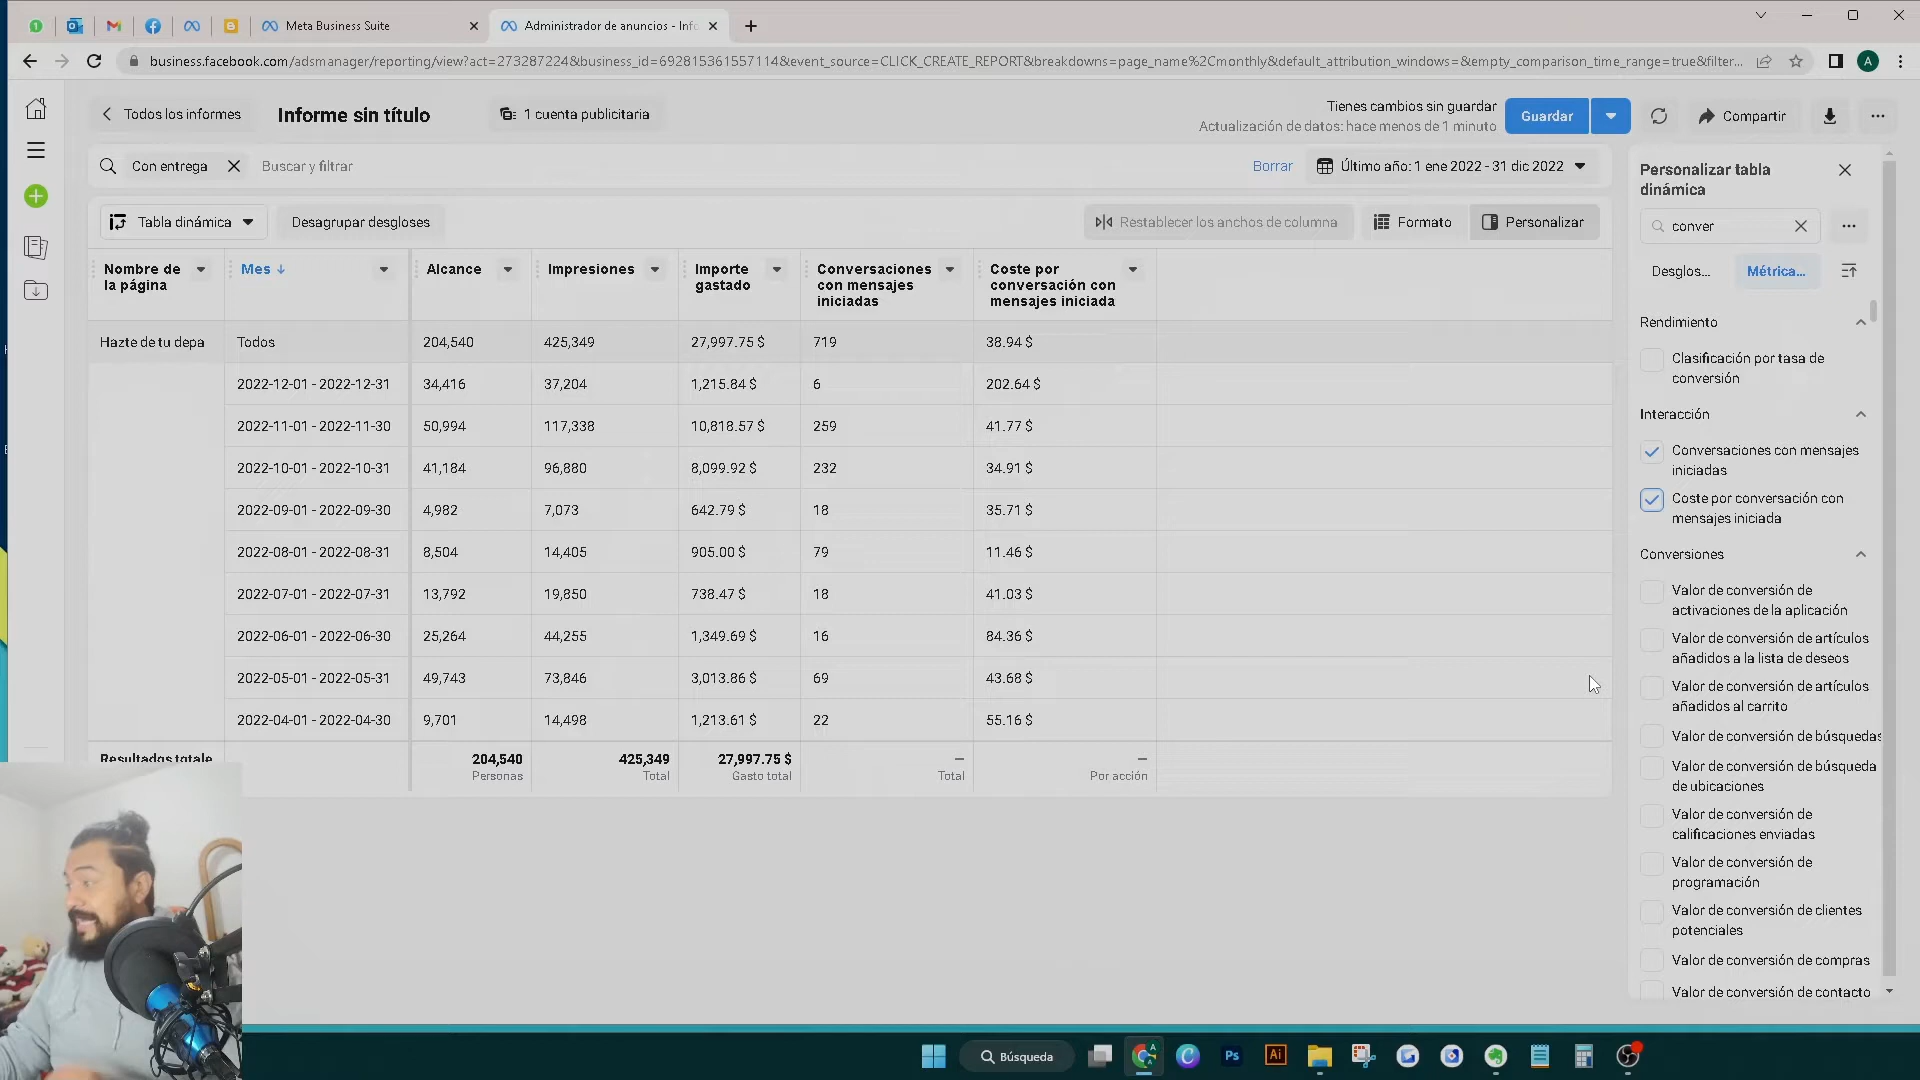 Meta Business Suite
Administrador de anuncios - Info
business.facebook.com/adsmanager/reporting/view?act=273287224&business_id=692815361557114&event_source=CLICK_CREATE_REPORT&breakdowns=page_name%2Cmonthly&default_attribution_windows=&empty_comparison_time_range=true&filter...
A
Todos los informes
Informe sin título
1 cuenta publicitaria
Tienes cambios sin guardar
Actualización de datos: hace menos de 1 minuto
Guardar
Compartir
Con entrega
Buscar y filtrar
Borrar
Último año: 1 ene 2022 - 31 dic 2022
Tabla dinámica
Desagrupar desgloses
Restablecer los anchos de columna
Formato
Personalizar
Nombre de la página
Mes
Alcance
Impresiones
Importe gastado
Conversaciones con mensajes iniciadas
Coste por conversación con mensajes iniciada
Hazte de tu depa Todos 204,540 425,349 27,997.75 $ 719 38.94 $
2022-12-01 - 2022-12-31 34,416 37,204 1,215.84 $ 6 202.64 $
2022-11-01 - 2022-11-30 50,994 117,338 10,818.57 $ 259 41.77 $
2022-10-01 - 2022-10-31 41,184 96,880 8,099.92 $ 232 34.91 $
2022-09-01 - 2022-09-30 4,982 7,073 642.79 $ 18 35.71 $
2022-08-01 - 2022-08-31 8,504 14,405 905.00 $ 79 11.46 $
2022-07-01 - 2022-07-31 13,792 19,850 738.47 $ 18 41.03 $
2022-06-01 - 2022-06-30 25,264 44,255 1,349.69 $ 16 84.36 $
2022-05-01 - 2022-05-31 49,743 73,846 3,013.86 $ 69 43.68 $
2022-04-01 - 2022-04-30 9,701 14,498 1,213.61 $ 22 55.16 $
Resultados totale 204,540 425,349 27,997.75 $ — —
Personas Total Gasto total Total Por acción
Personalizar tabla
dinámica
conver
Desglos...
Métrica...
Rendimiento
Clasificación por tasa de
conversión
Interacción
Conversaciones con mensajes
iniciadas
Coste por conversación con
mensajes iniciada
Conversiones
Valor de conversión de
activaciones de la aplicación
Valor de conversión de artículos
añadidos a la lista de deseos
Valor de conversión de artículos
añadidos al carrito
Valor de conversión de búsquedas
Valor de conversión de búsqueda
de ubicaciones
Valor de conversión de
calificaciones enviadas
Valor de conversión de
programación
Valor de conversión de clientes
potenciales
Valor de conversión de compras
Valor de conversión de contacto
Búsqueda
Ps
Ai